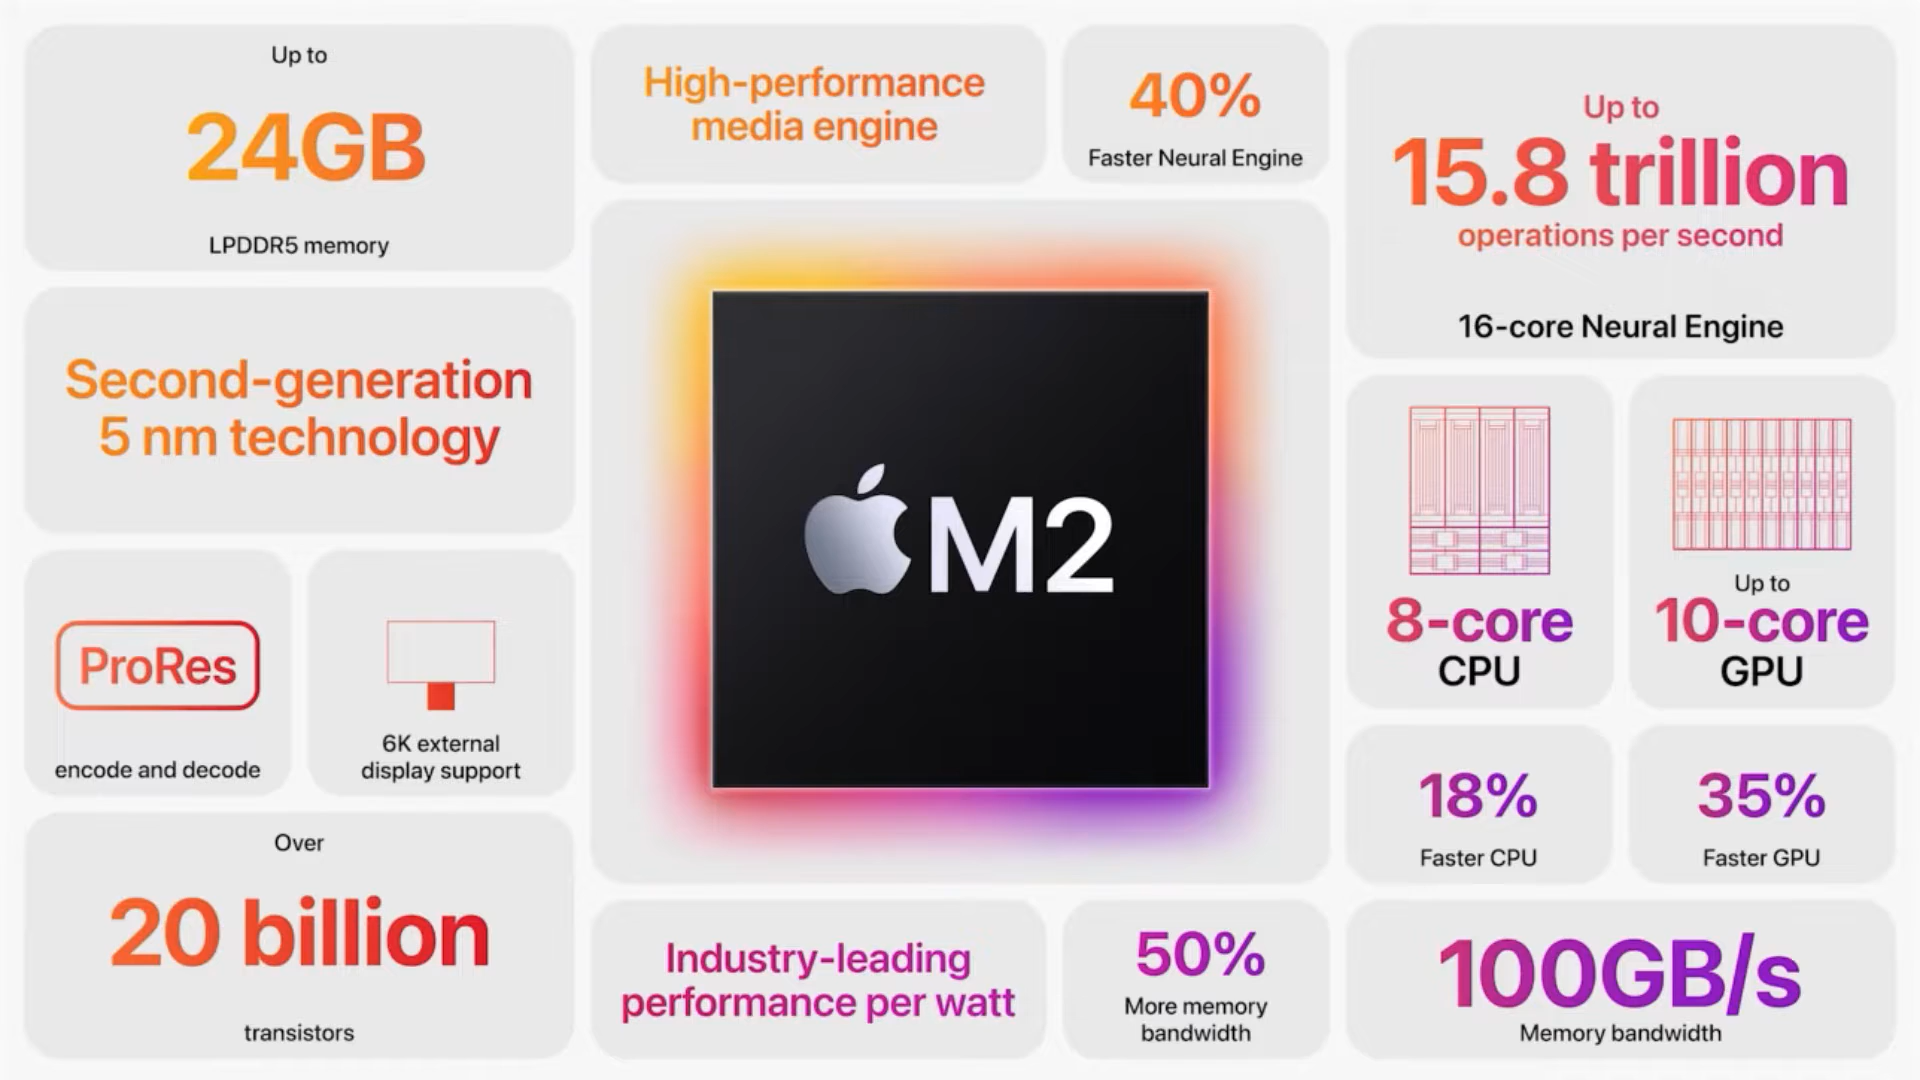 Up to
24GB
LPDDR5 memory
High-performance
media engine
40%
Faster Neural Engine
Up to
15.8 trillion
operations per second
16-core Neural Engine
Second-generation
5 nm technology
M2
8-core
CPU
Up to
10-core
GPU
ProRes
encode and decode
6K external
display support
18%
Faster CPU
35%
Faster GPU
Over
20 billion
transistors
Industry-leading
performance per watt
50%
More memory
bandwidth
100GB/s
Memory bandwidth